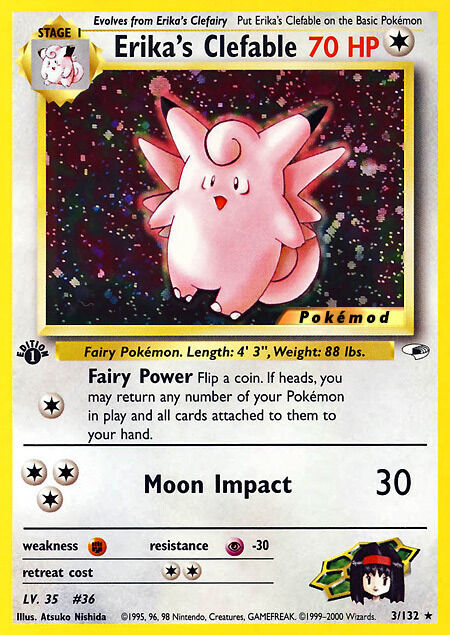 Evolves from Erika's Clefairy Put Erika's Clefable on the Basic Pokémon
STAGE 1
Erika's Clefable 70 HP
Pokémod
EDITION
1
Fairy Pokémon. Length: 4' 3", Weight: 88 lbs.
Fairy Power Flip a coin. If heads, you
may return any number of your Pokémon
in play and all cards attached to them to
your hand.
Moon Impact 30
weakness resistance -30
retreat cost
LV. 35 #36
Illus. Atsuko Nishida ©1995, 96, 98 Nintendo, Creatures, GAMEFREAK. ©1999-2000 Wizards. 3/132 ★